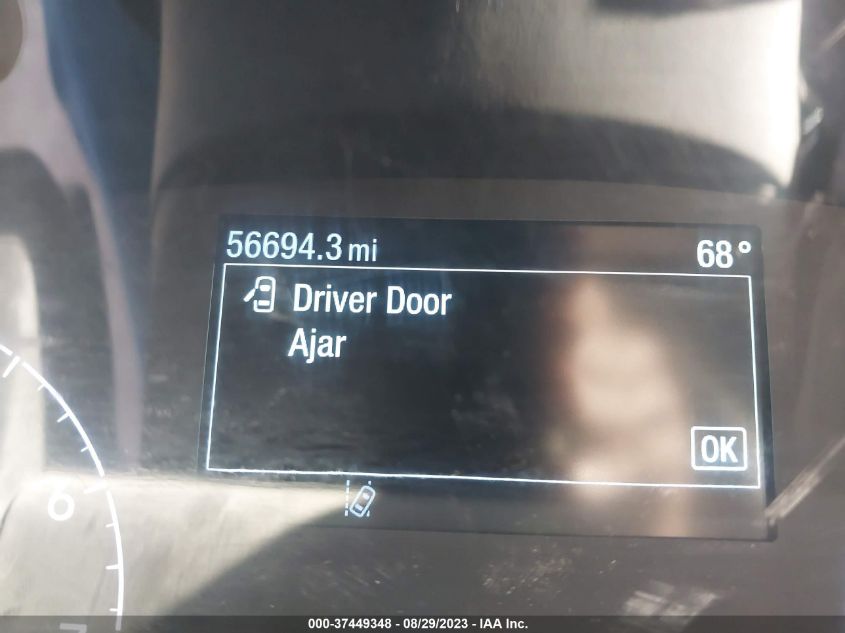 56694.3 mi 68°
Driver Door
Ajar
OK
6
000-37449348 - 08/29/2023 - IAA Inc.